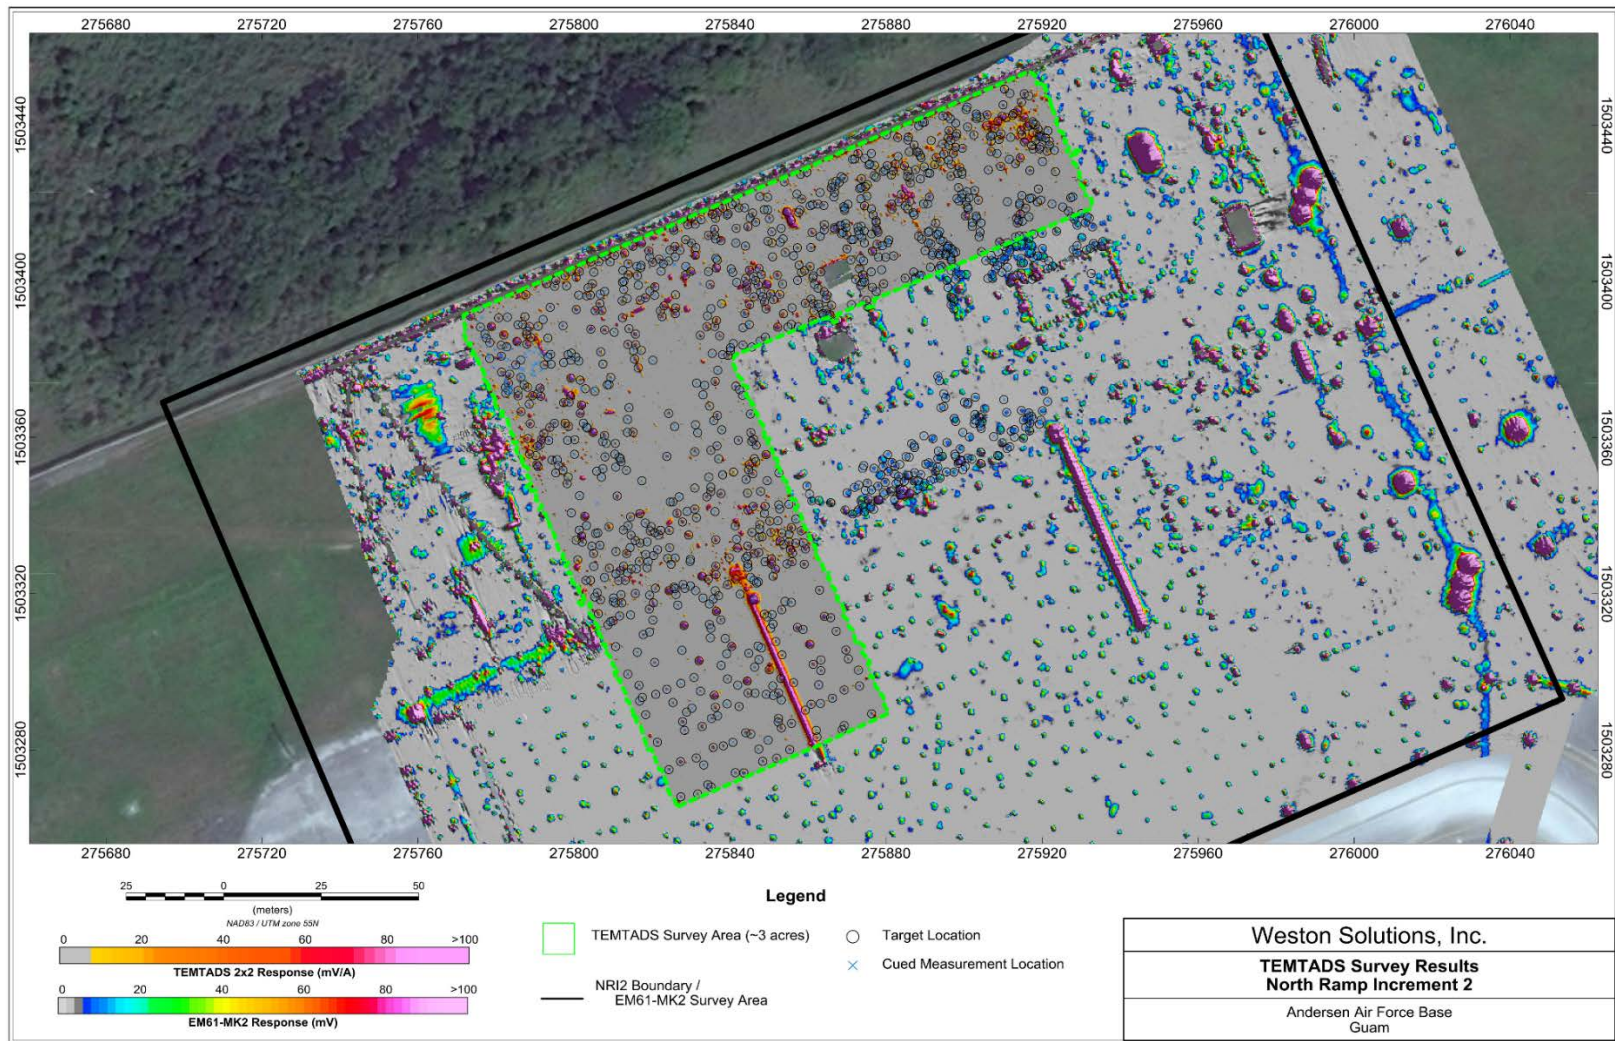 275680 275720 275760 275800 275840 275880 275920 275960 276000 276040
1503440 1503440
1503400 1503400
1503360 1503360
1503320 1503320
1503280 1503280
275680 275720 275760 275800 275840 275880 275920 275960 276000 276040
25 0 25 50
(meters)
NAD83 / UTM zone 55N
0 20 40 60 80 >100
TEMTADS 2x2 Response (mV/A)
0 20 40 60 80 >100
EM61-MK2 Response (mV)
Legend
TEMTADS Survey Area (~3 acres)
NRI2 Boundary /
EM61-MK2 Survey Area
Target Location
Cued Measurement Location
Weston Solutions, Inc.
TEMTADS Survey Results
North Ramp Increment 2
Andersen Air Force Base
Guam